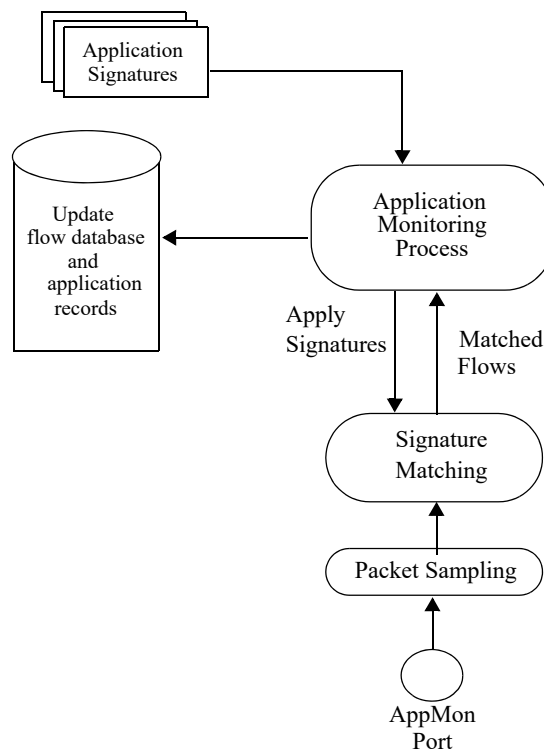 Application
Signatures
Application
Monitoring
Process
Update
flow database
and
application
records
Apply
Signatures
Matched
Flows
Signature
Matching
Packet Sampling
AppMon
Port